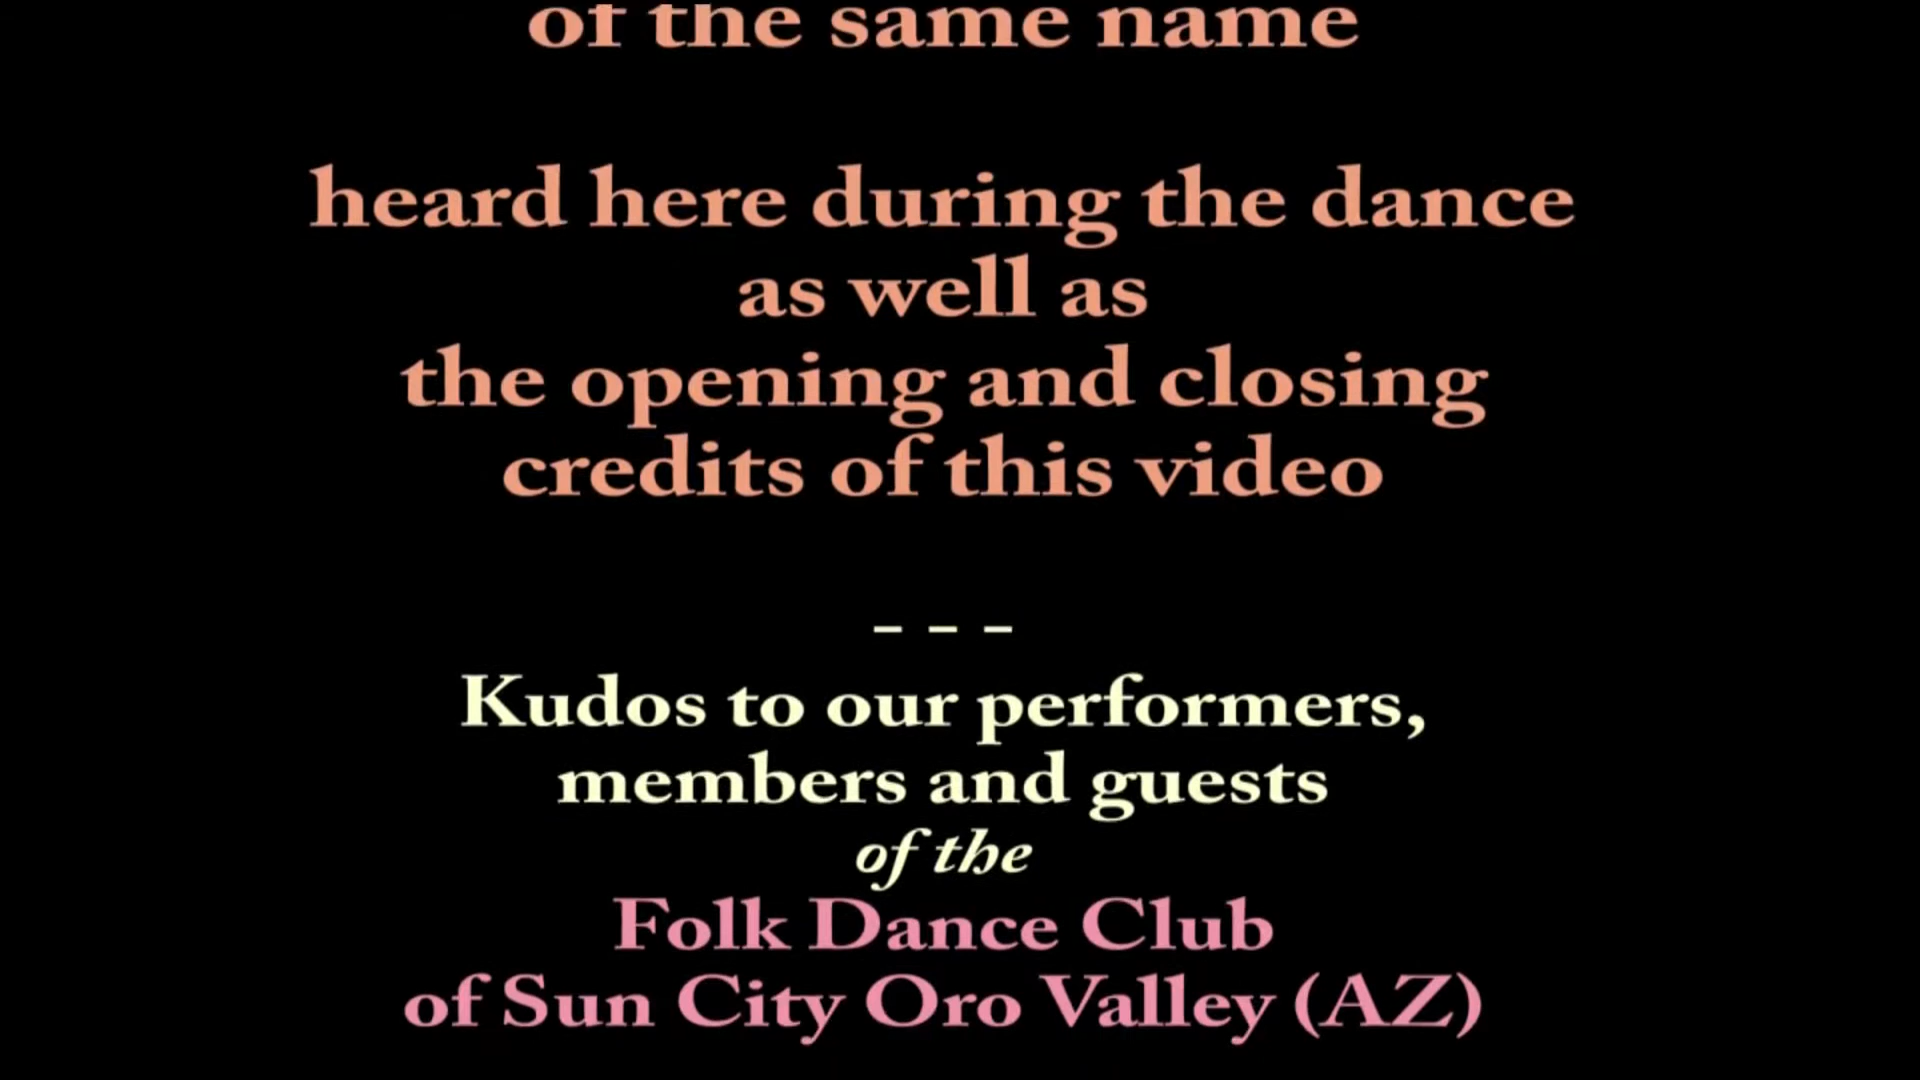 of the same name
heard here during the dance
as well as
the opening and closing
credits of this video
- - -
Kudos to our performers,
members and guests
of the
Folk Dance Club
of Sun City Oro Valley (AZ)